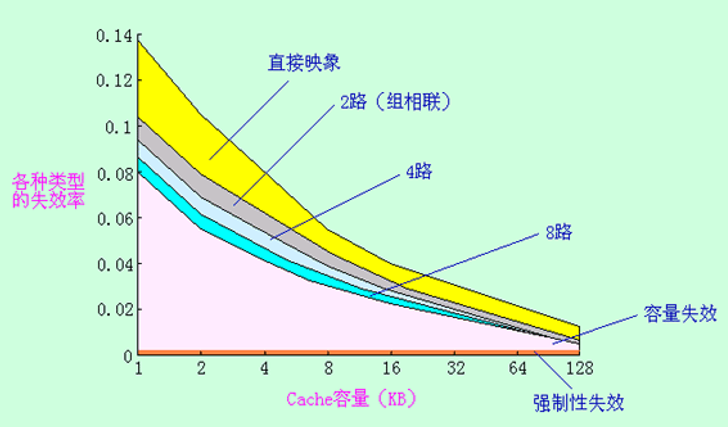 0.14
直接映象
0.12
2路（组相联）
0.1
各种类型
的失效率
0.08
4路
0.06
8路
0.04
0.02
容量失效
0
1 2 4 8 16 32 64 128
Cache容量（KB）
强制性失效